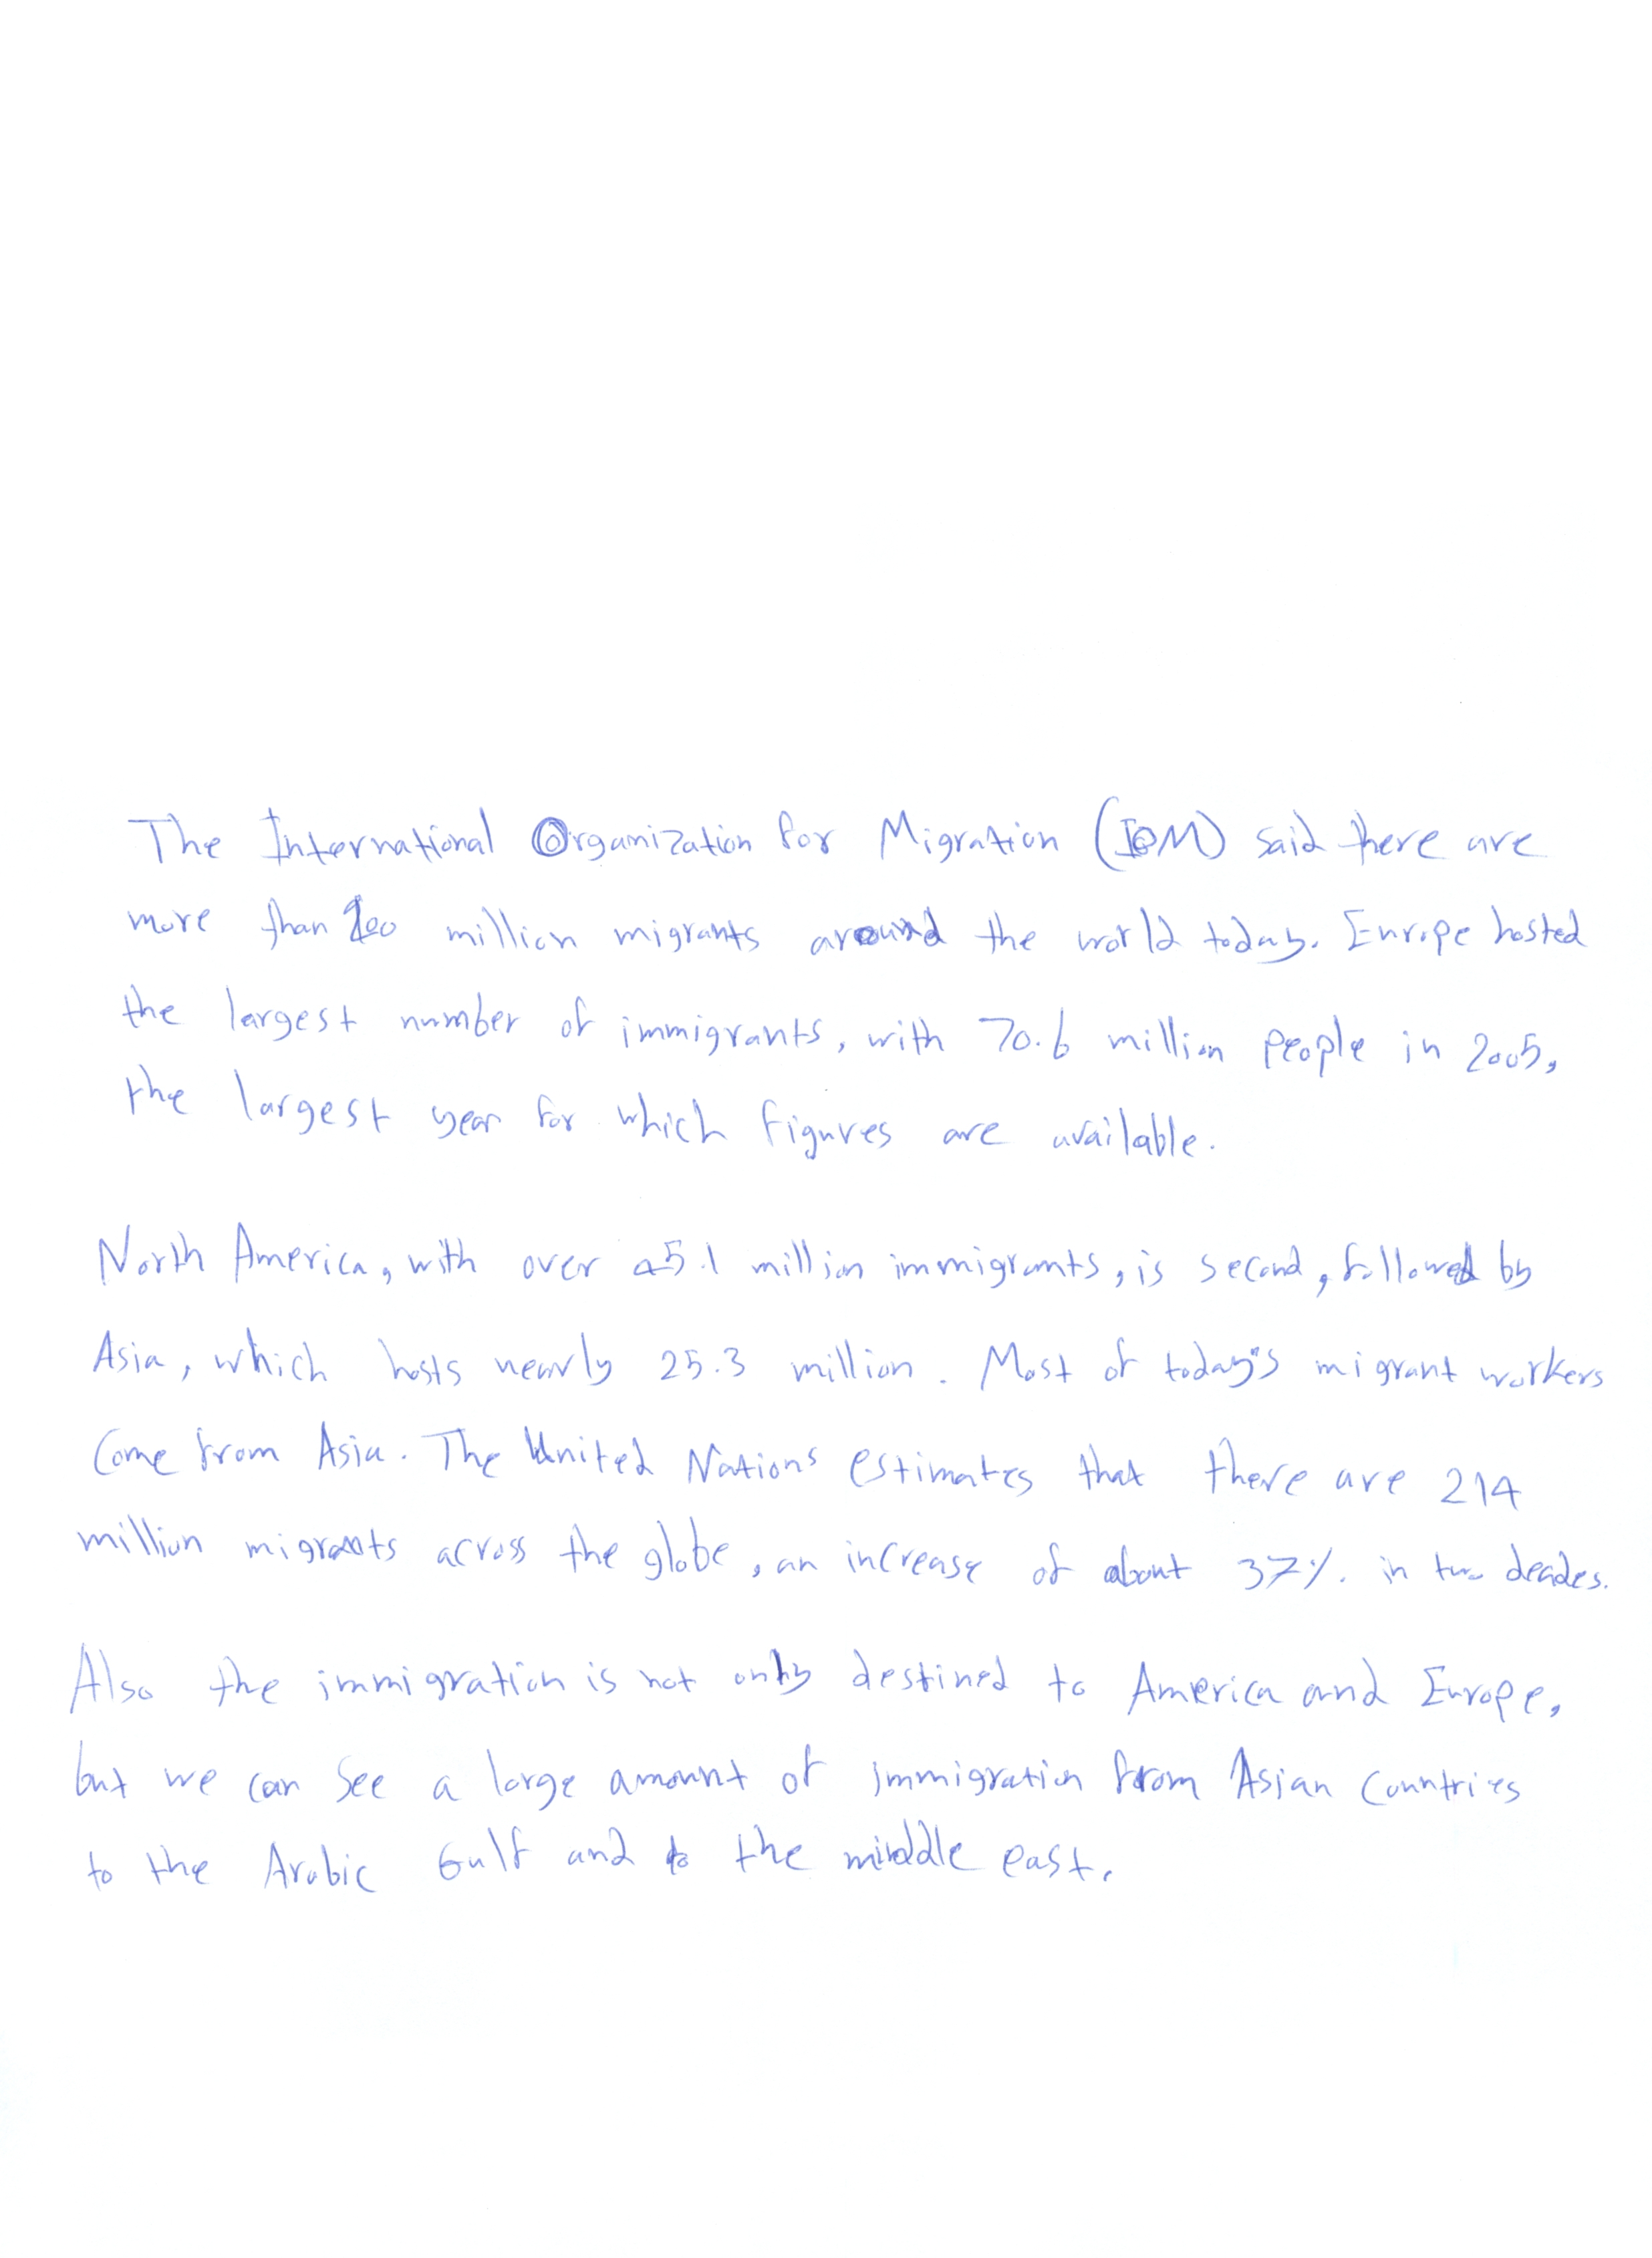 The International Organization for Migration (IOM) said there are
more than 200 million migrants around the world today. Europe hosted
the largest number of immigrants, with 70.6 million people in 2005,
the largest year for which figures are available.
North America, with over 45.1 million immigrants, is second, followed by
Asia, which hosts nearly 25.3 million. Most of today's migrant workers
come from Asia. The United Nations estimates that there are 214
million migrants across the globe, an increase of about 37% in two decades.
Also the immigration is not only destined to America and Europe,
but we can see a large amount of immigration from Asian countries
to the Arabic Gulf and to the middle east.